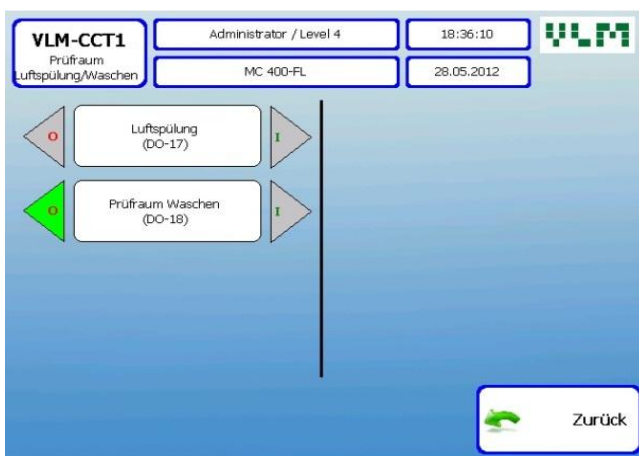 VLM-CCT1
Prüfraum
Luftspülung/Waschen
Administrator / Level 4
18:36:10
VLM
MC 400-FL
28.05.2012
O
Luftspülung
(DO-17)
I
O
Prüfraum Waschen
(DO-18)
I
Zurück